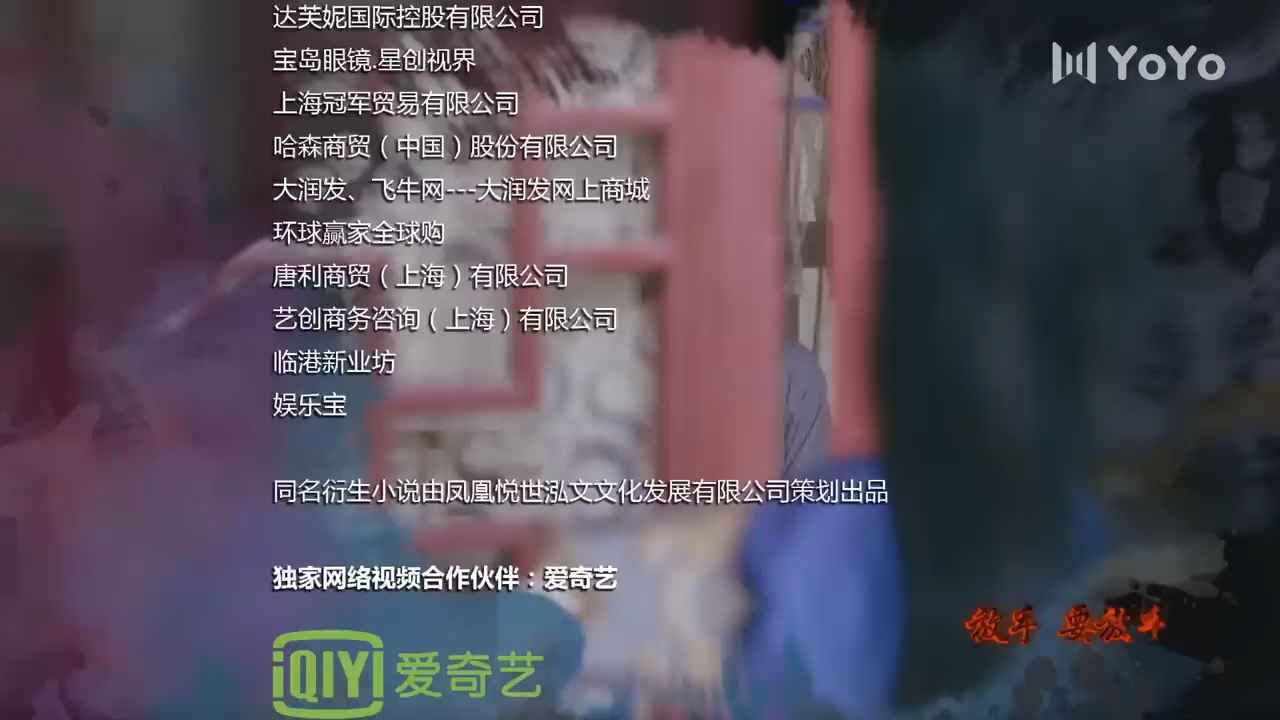 达芙妮国际控股有限公司
YoYo
宝岛眼镜.星创视界
上海冠军贸易有限公司
哈森商贸（中国）股份有限公司
大润发、飞牛网---大润发网上商城
环球赢家全球购
唐利商贸（上海）有限公司
艺创商务咨询（上海）有限公司
临港新业坊
娱乐宝
同名衍生小说由凤凰悦世泓文文化发展有限公司策划出品
独家网络视频合作伙伴：爱奇艺
放手 要放手
iQIYI 爱奇艺